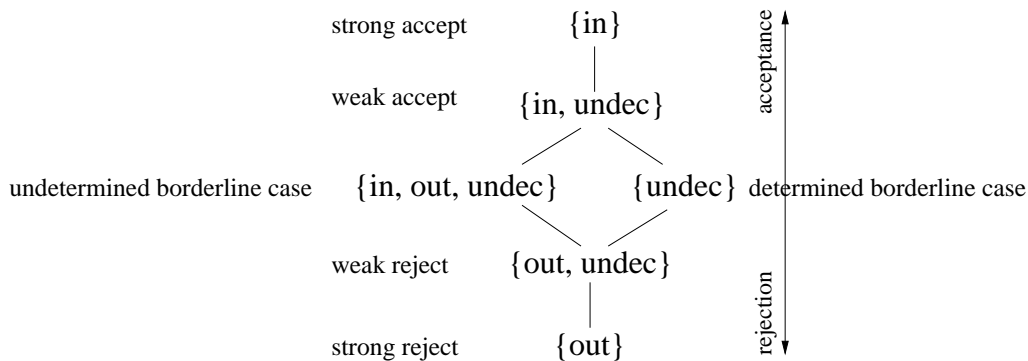 strong accept {in}
weak accept {in, undec}
undetermined borderline case {in, out, undec} {undec} determined borderline case
weak reject {out, undec}
strong reject {out}
acceptance
rejection